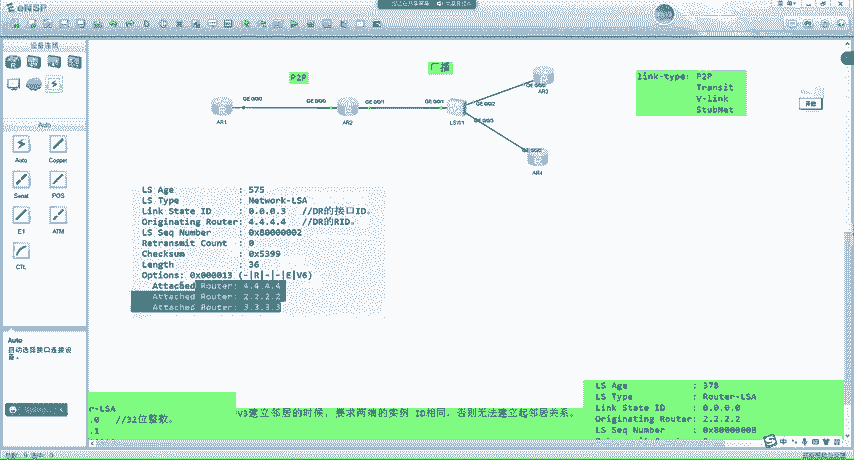 eNSP
设备连线
P2P
广播
link-type: P2P
Transit
V-link
StubNet
GE 0/0/0
GE 0/0/0
GE 0/0/1
GE 0/0/1
GE 0/0/2
GE 0/0/3
AR1
AR2
LSW1
AR3
AR4
Auto
Auto
Copper
Serial
POS
E1
ATM
CTL
LS Age : 575
LS Type : Network-LSA
Link State ID : 0.0.0.3 //DR的接口ID。
Originating Router: 4.4.4.4 //DR的RID。
LS Seq Number : 0x80000002
Retransmit Count : 0
Checksum : 0x5399
Length : 36
Options: 0x000013 (-|R|-|-|E|V6)
Attached Router: 4.4.4.4
Attached Router: 2.2.2.2
Attached Router: 3.3.3.3
Auto
自动选择接口连接设备。
er-LSA
.0 //32位整数。
.1
V3建立邻居的时候，要求两端的实例 ID相同，否则无法建立起邻居关系。
LS Age : 378
LS Type : Router-LSA
Link State ID : 0.0.0.0
Originating Router: 2.2.2.2
LS Seq Number : 0x80000008